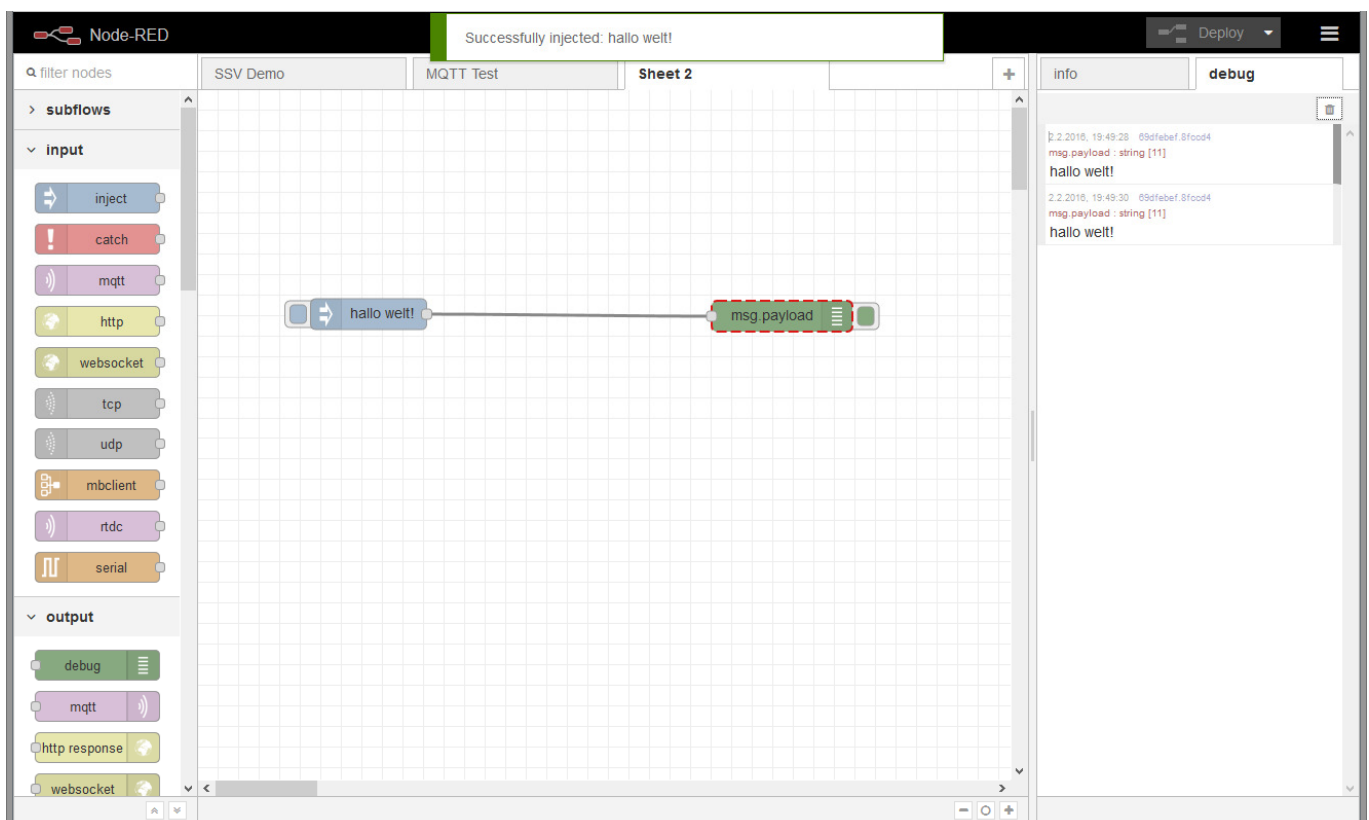 Node-RED
Successfully injected: hallo welt!
Deploy
filter nodes
SSV Demo
MQTT Test
Sheet 2
info
debug
subflows
input
inject
catch
mqtt
http
websocket
tcp
udp
mbclient
rtdc
serial
output
debug
mqtt
http response
websocket
hallo welt!
msg.payload
2.2.2016, 19:49:28 69dfebef.8fccd4
msg.payload : string [11]
hallo welt!
2.2.2016, 19:49:30 69dfebef.8fccd4
msg.payload : string [11]
hallo welt!